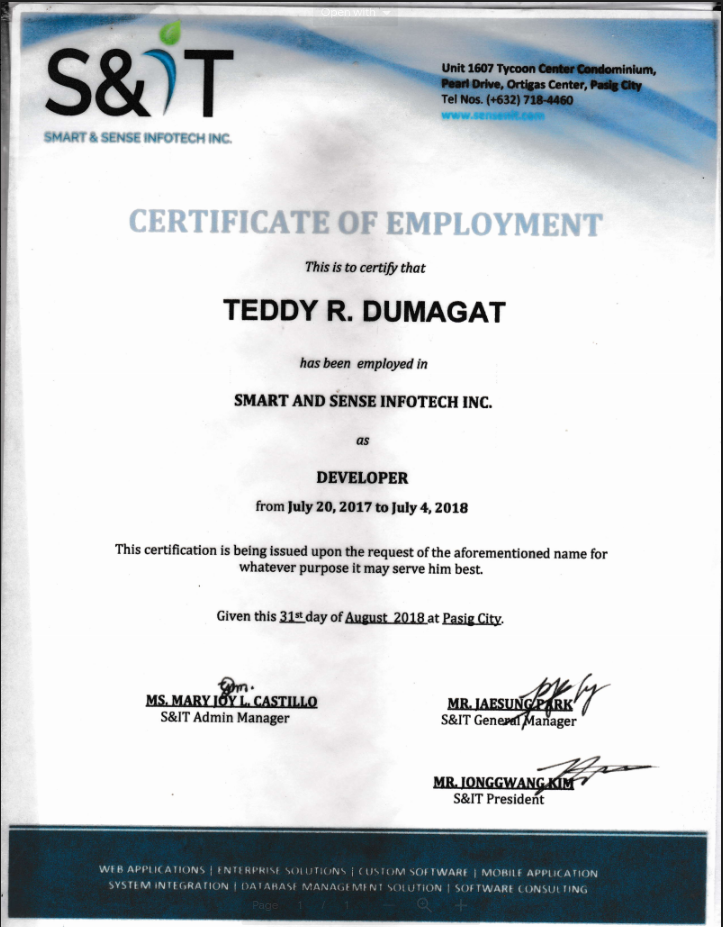 Open with
S&iT
SMART & SENSE INFOTECH INC.
Unit 1607 Tycoon Center Condominium,
Pearl Drive, Ortigas Center, Pasig City
Tel Nos. (+632) 718-4460
CERTIFICATE OF EMPLOYMENT
This is to certify that
TEDDY R. DUMAGAT
has been employed in
SMART AND SENSE INFOTECH INC.
as
DEVELOPER
from July 20, 2017 to July 4, 2018
This certification is being issued upon the request of the aforementioned name for
whatever purpose it may serve him best.
Given this 31st day of August 2018 at Pasig City.
MS. MARY JOY L. CASTILLO
S&IT Admin Manager
MR. JAESUNG PARK
S&IT General Manager
MR. JONGGWANG KIM
S&IT President
WEB APPLICATIONS | ENTERPRISE SOLUTIONS | CUSTOM SOFTWARE | MOBILE APPLICATION
SYSTEM INTEGRATION | DATABASE MANAGEMENT SOLUTION | SOFTWARE CONSULTING
Page 1 / 1